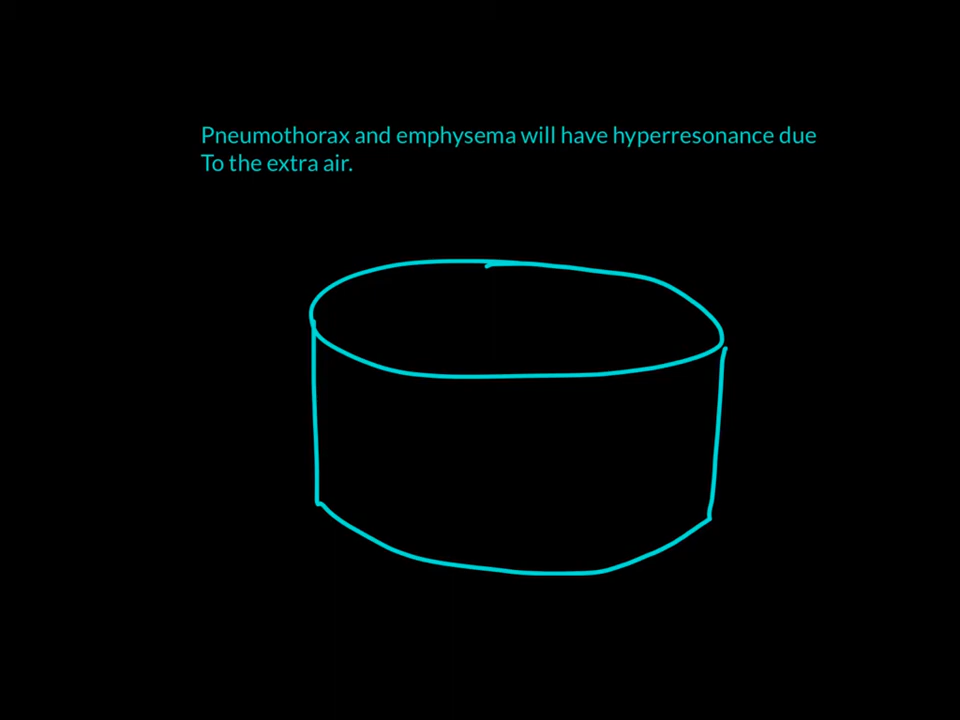 Pneumothorax and emphysema will have hyperresonance due
To the extra air.